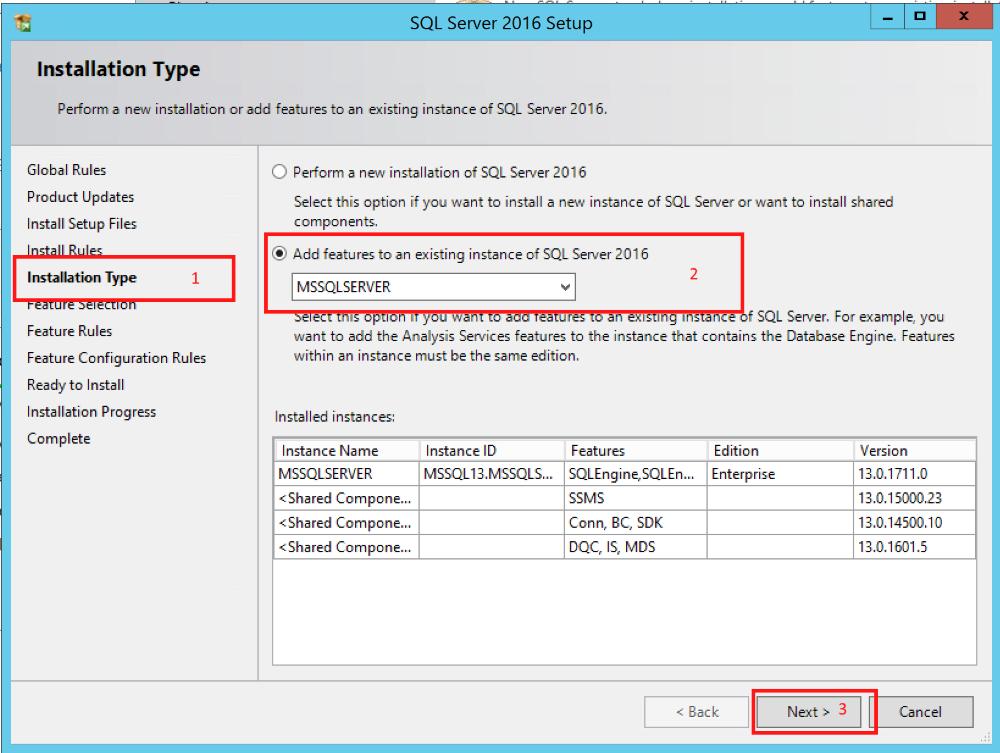 SQL Server 2016 Setup
Installation Type
Perform a new installation or add features to an existing instance of SQL Server 2016.
Global Rules
Product Updates
Install Setup Files
Install Rules
Installation Type 1
Feature Selection
Feature Rules
Feature Configuration Rules
Ready to Install
Installation Progress
Complete
Perform a new installation of SQL Server 2016
Select this option if you want to install a new instance of SQL Server or want to install shared
components.
Add features to an existing instance of SQL Server 2016
2
MSSQLSERVER
Select this option if you want to add features to an existing instance of SQL Server. For example, you
want to add the Analysis Services features to the instance that contains the Database Engine. Features
within an instance must be the same edition.
Installed instances:
Instance Name Instance ID Features Edition Version
MSSQLSERVER MSSQL13.MSSQLS... SQLEngine,SQLEn... Enterprise 13.0.1711.0
<Shared Compone... SSMS 13.0.15000.23
<Shared Compone... Conn, BC, SDK 13.0.14500.10
<Shared Compone... DQC, IS, MDS 13.0.1601.5
< Back Next > 3 Cancel